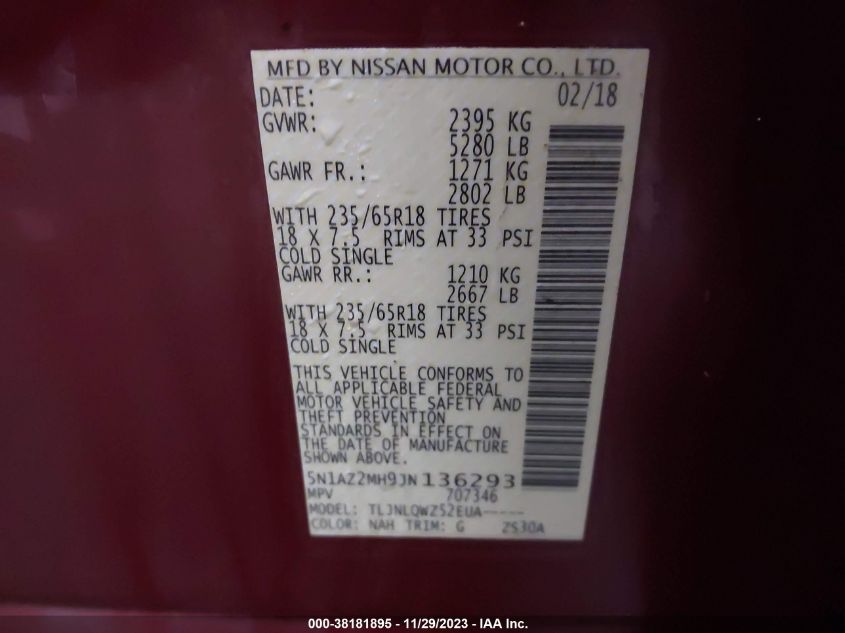 MFD BY NISSAN MOTOR CO., LTD.
DATE: 02/18
GVWR: 2395 KG
5280 LB
GAWR FR.: 1271 KG
2802 LB
WITH 235/65R18 TIRES
18 X 7.5 RIMS AT 33 PSI
COLD SINGLE
GAWR RR.: 1210 KG
2667 LB
WITH 235/65R18 TIRES
18 X 7.5 RIMS AT 33 PSI
COLD SINGLE
THIS VEHICLE CONFORMS TO
ALL APPLICABLE FEDERAL
MOTOR VEHICLE SAFETY AND
THEFT PREVENTION
STANDARDS IN EFFECT ON
THE DATE OF MANUFACTURE
SHOWN ABOVE.
5N1AZ2MH9JN136293
MPV 707346
MODEL: TLJNLQWZ52EUA-----
COLOR: NAH TRIM: G ZS30A
000-38181895 - 11/29/2023 - IAA Inc.